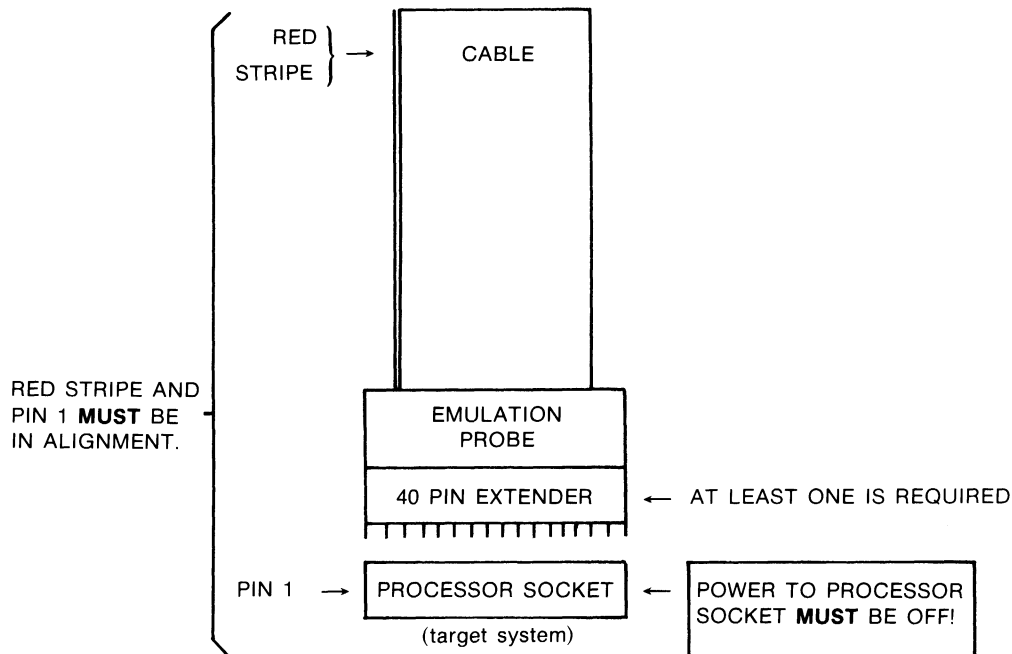 RED
STRIPE
CABLE
RED STRIPE AND
PIN 1 MUST BE
IN ALIGNMENT.
EMULATION
PROBE
40 PIN EXTENDER
AT LEAST ONE IS REQUIRED
PIN 1
PROCESSOR SOCKET
(target system)
POWER TO PROCESSOR
SOCKET MUST BE OFF!